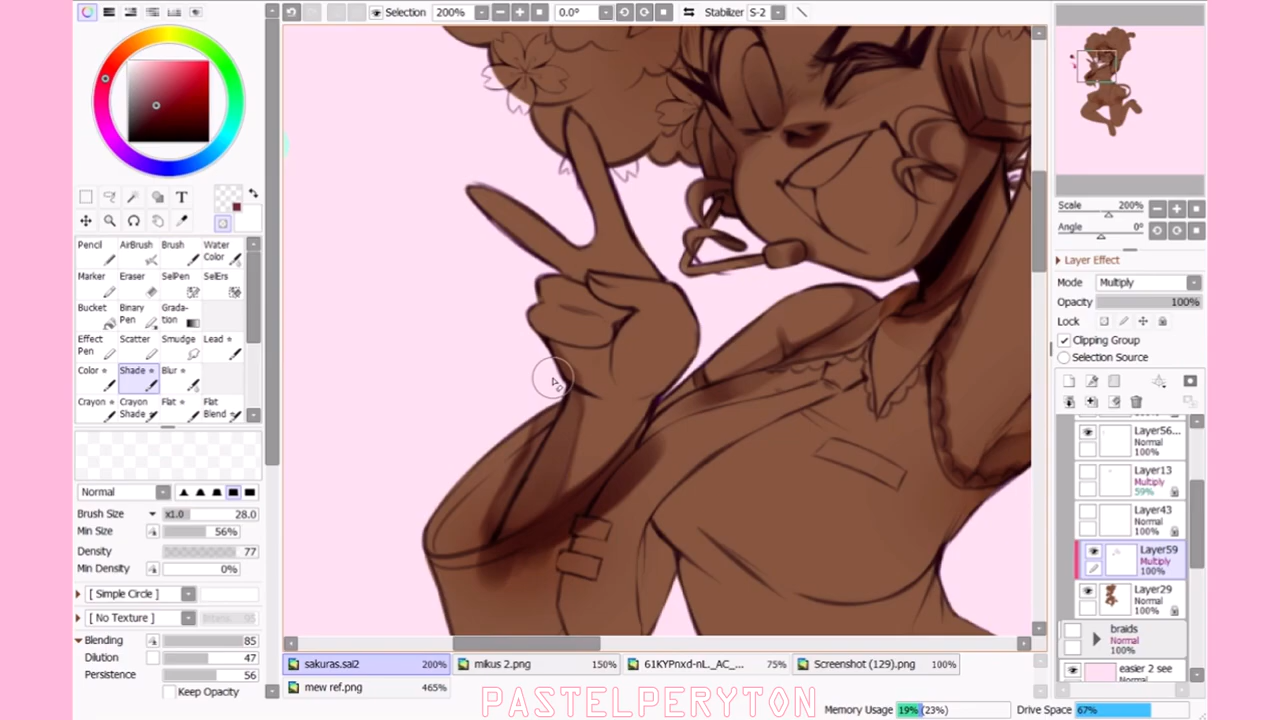 Selection 200% 0.0° Stabilizer S-2
T
Pencil AirBrush Brush Water Color
Marker Eraser SelPen SelErs
Bucket Binary Pen Grada-tion
Effect Pen Scatter Smudge Lead
Color Shade Blur
Crayon Crayon Shade Flat Flat Blend
Normal
Brush Size x1.0 28.0
Min Size 56%
Density 77
Min Density 0%
[ Simple Circle ]
[ No Texture ] 95
Blending 85
Dilution 47
Persistence 56
Keep Opacity
Scale 200%
Angle 0°
Layer Effect
Mode Multiply
Opacity 100%
Lock
Clipping Group
Selection Source
Layer56...
Normal
100%
Layer13
Multiply
59%
Layer43
Normal
100%
Layer59
Multiply
100%
Layer29
Normal
100%
braids
Normal
100%
easier 2 see
Normal
sakuras.sai2 200% mikus 2.png 150% 61KYPnxd-nL._AC_... 75% Screenshot (129).png 100%
mew ref.png 465%
PASTELPERYTON
Memory Usage 19% (23%) Drive Space 67%